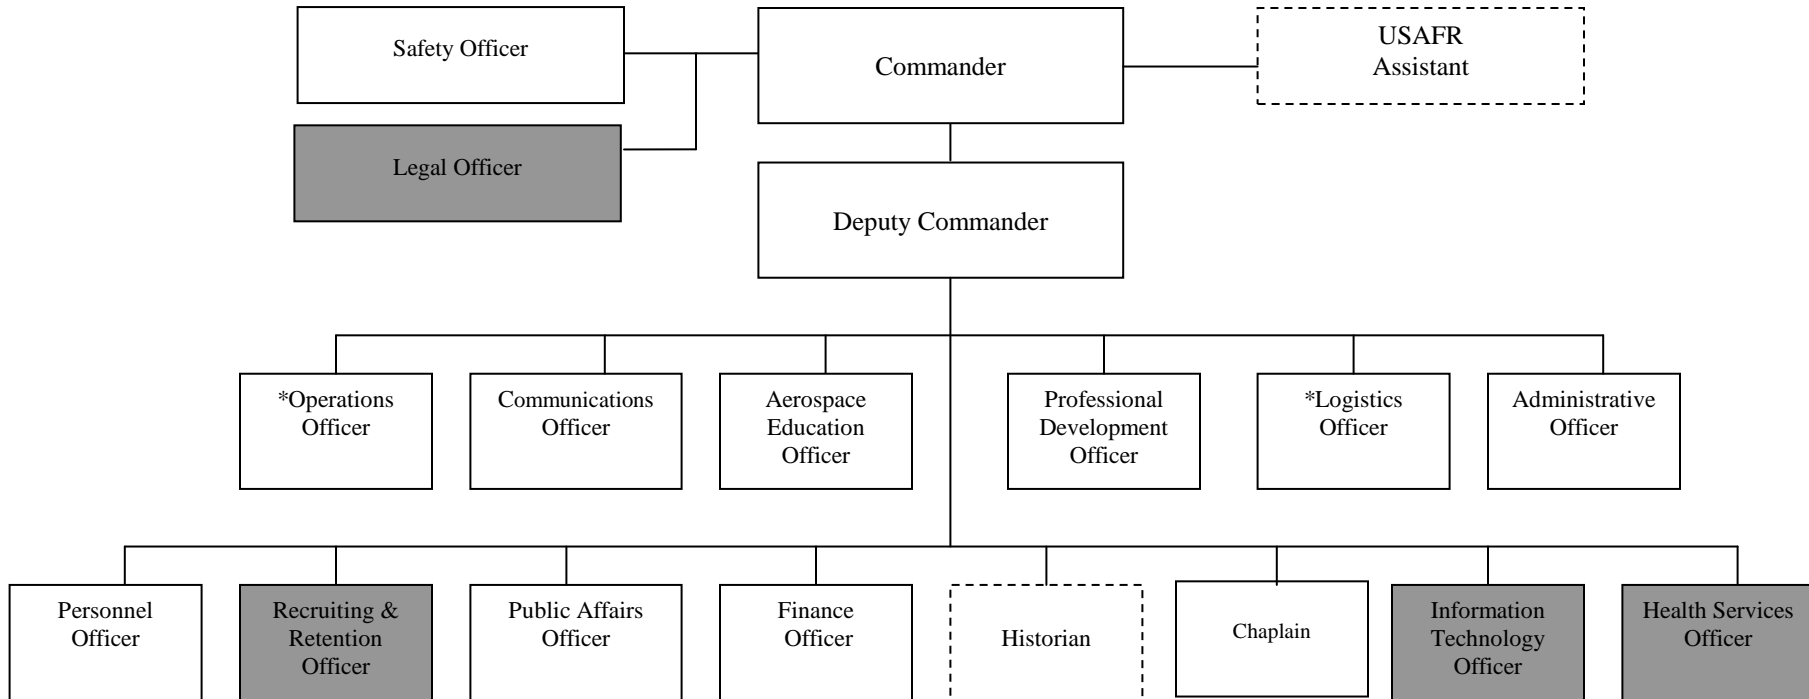 Safety Officer
Commander
USAFR
Assistant
Legal Officer
Deputy Commander
*Operations
Officer
Communications
Officer
Aerospace
Education
Officer
Professional
Development
Officer
*Logistics
Officer
Administrative
Officer
Personnel
Officer
Recruiting &
Retention
Officer
Public Affairs
Officer
Finance
Officer
Historian
Chaplain
Information
Technology
Officer
Health Services
Officer